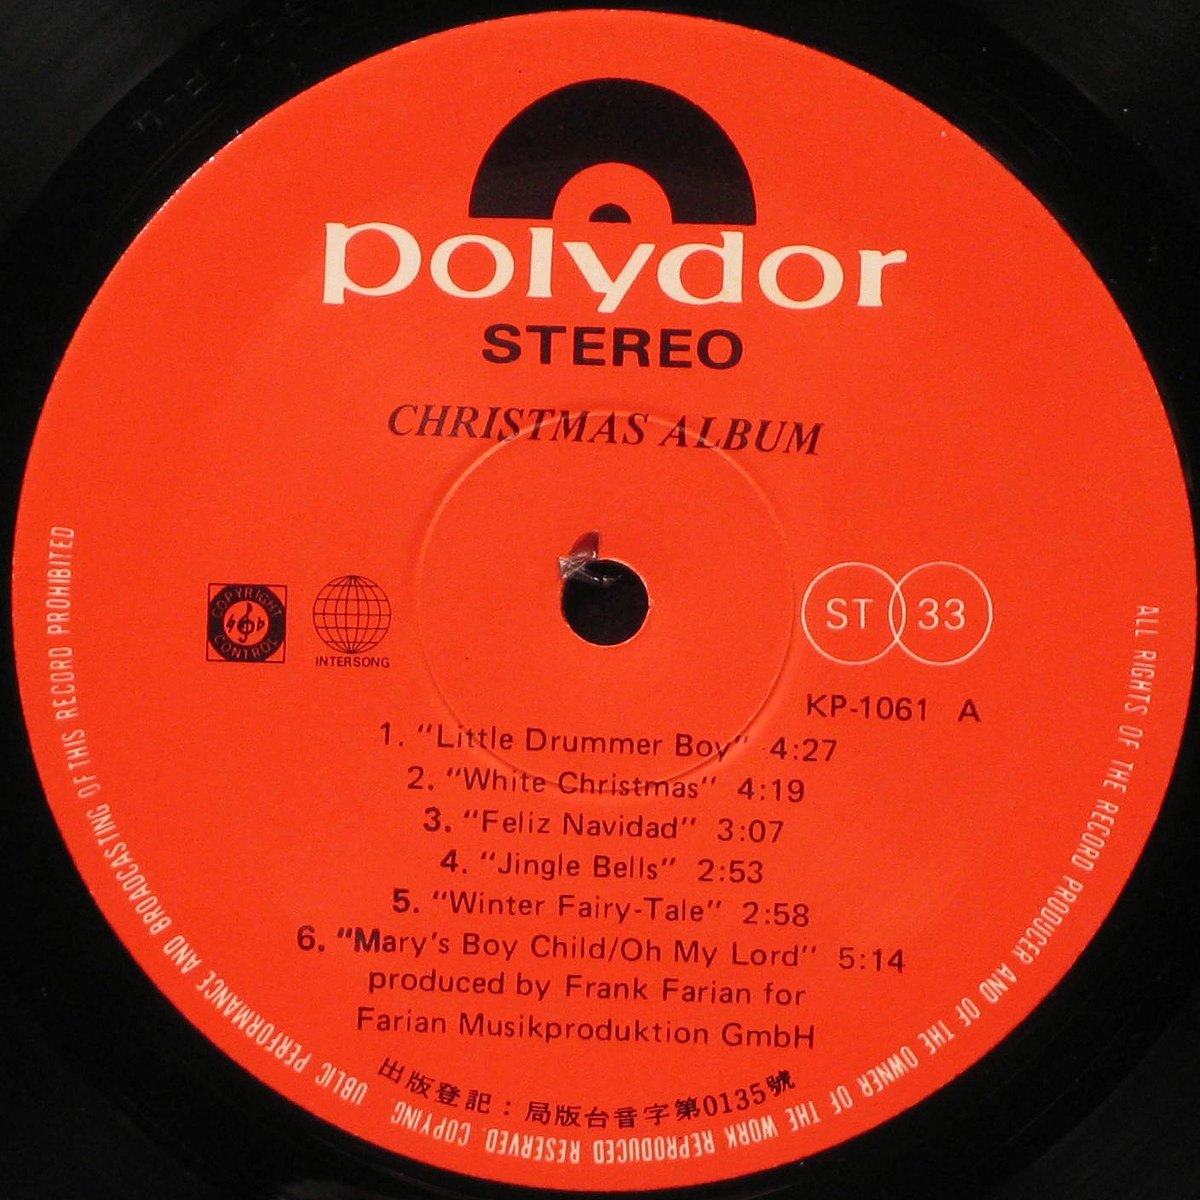 polydor
STEREO
CHRISTMAS ALBUM
COPYRIGHT
CONTROL
INTERSONG
ST 33
KP-1061 A
1. "Little Drummer Boy" 4:27
2. "White Christmas" 4:19
3. "Feliz Navidad" 3:07
4. "Jingle Bells" 2:53
5. "Winter Fairy-Tale" 2:58
6. "Mary's Boy Child/Oh My Lord" 5:14
produced by Frank Farian for
Farian Musikproduktion GmbH
出版登記：局版台音字第0135號
ALL RIGHTS OF THE RECORD PRODUCER AND OF THE OWNER OF THE WORK REPRODUCED RESERVED. COPYING, UBLIC PERFORMANCE AND BROADCASTING OF THIS RECORD PROHIBITED